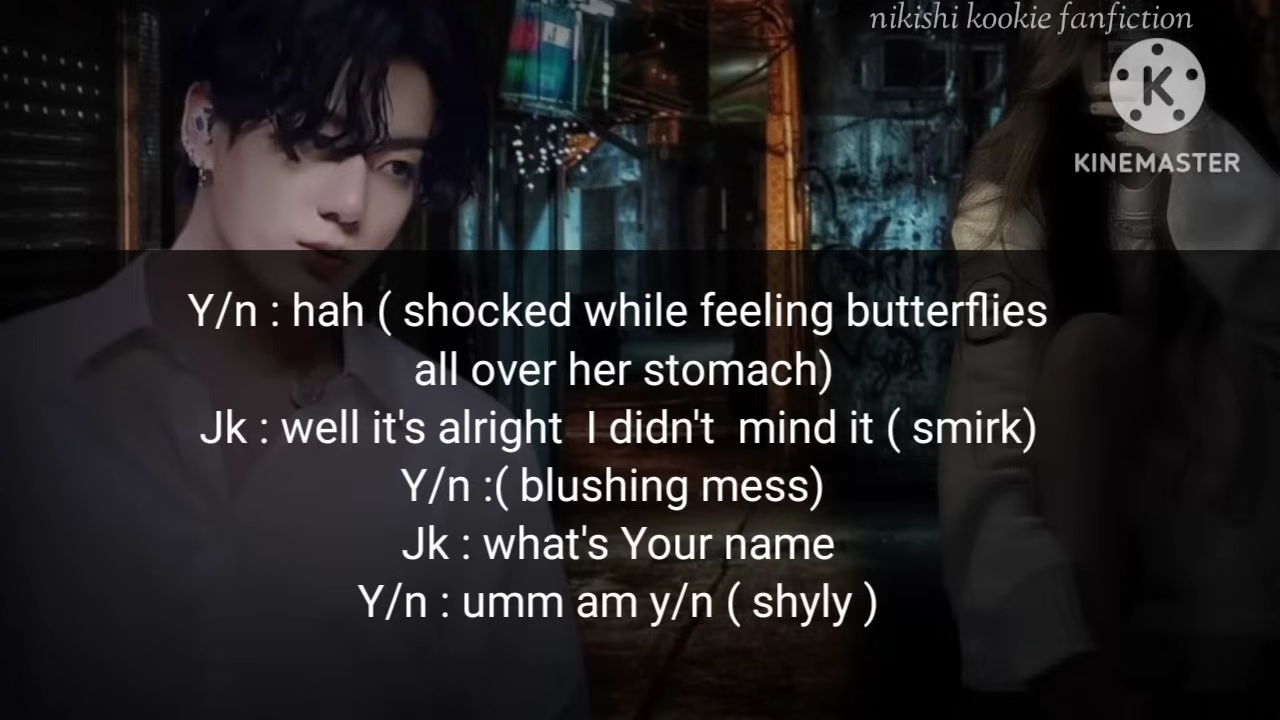 nikishi kookie fanfiction
K
KINEMASTER
Y/n : hah ( shocked while feeling butterflies
all over her stomach)
Jk : well it's alright  I didn't  mind it ( smirk)
Y/n :( blushing mess)
Jk : what's Your name
Y/n : umm am y/n ( shyly )